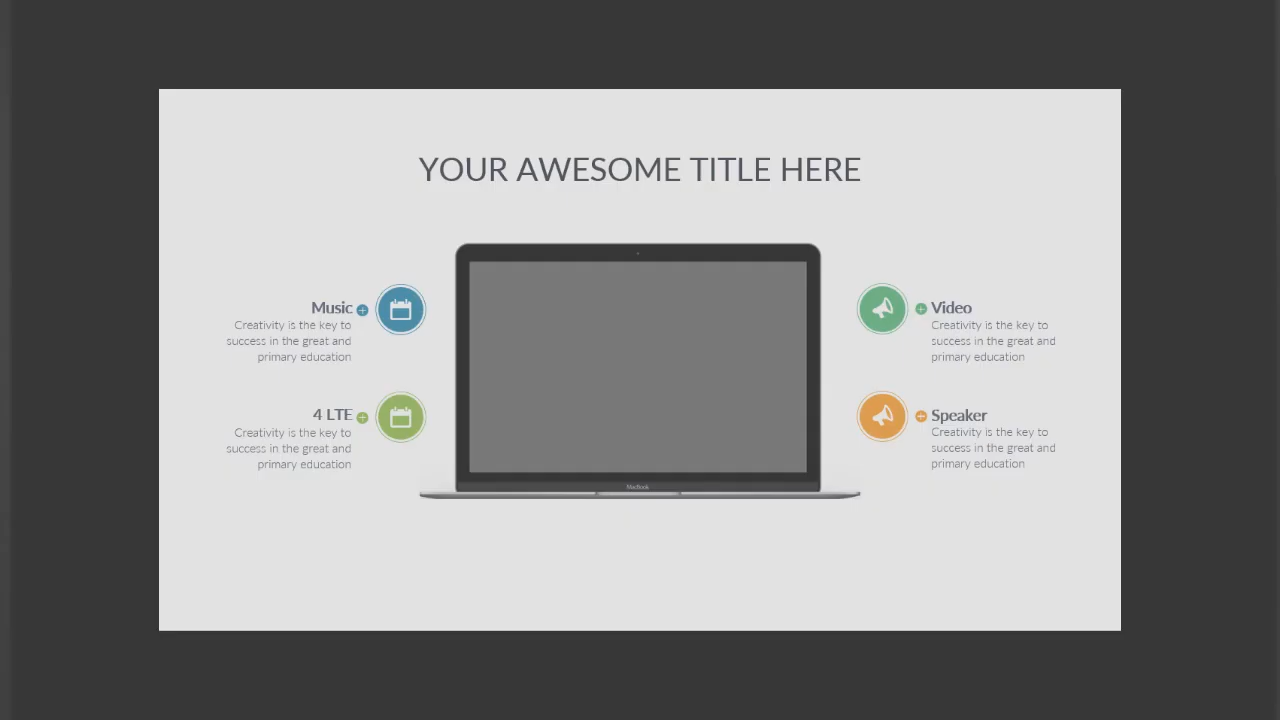 YOUR AWESOME TITLE HERE
Music
Creativity is the key to
success in the great and
primary education
4 LTE
Creativity is the key to
success in the great and
primary education
MacBook
Video
Creativity is the key to
success in the great and
primary education
Speaker
Creativity is the key to
success in the great and
primary education